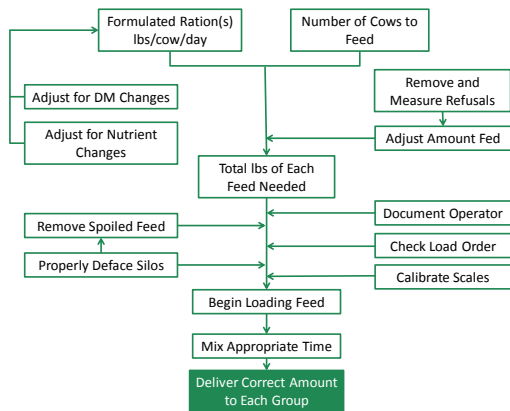 Formulated Ration(s)
lbs/cow/day
Number of Cows to
Feed
Adjust for DM Changes
Adjust for Nutrient
Changes
Remove and
Measure Refusals
Adjust Amount Fed
Total lbs of Each
Feed Needed
Remove Spoiled Feed
Document Operator
Check Load Order
Properly Deface Silos
Calibrate Scales
Begin Loading Feed
Mix Appropriate Time
Deliver Correct Amount
to Each Group